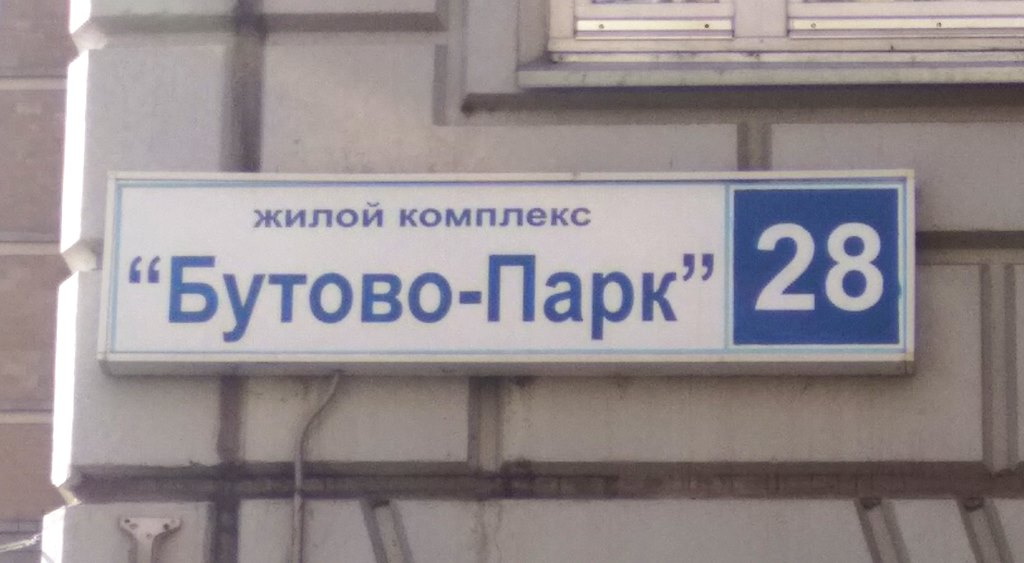 жилой комплекс
“Бутово-Парк”
28